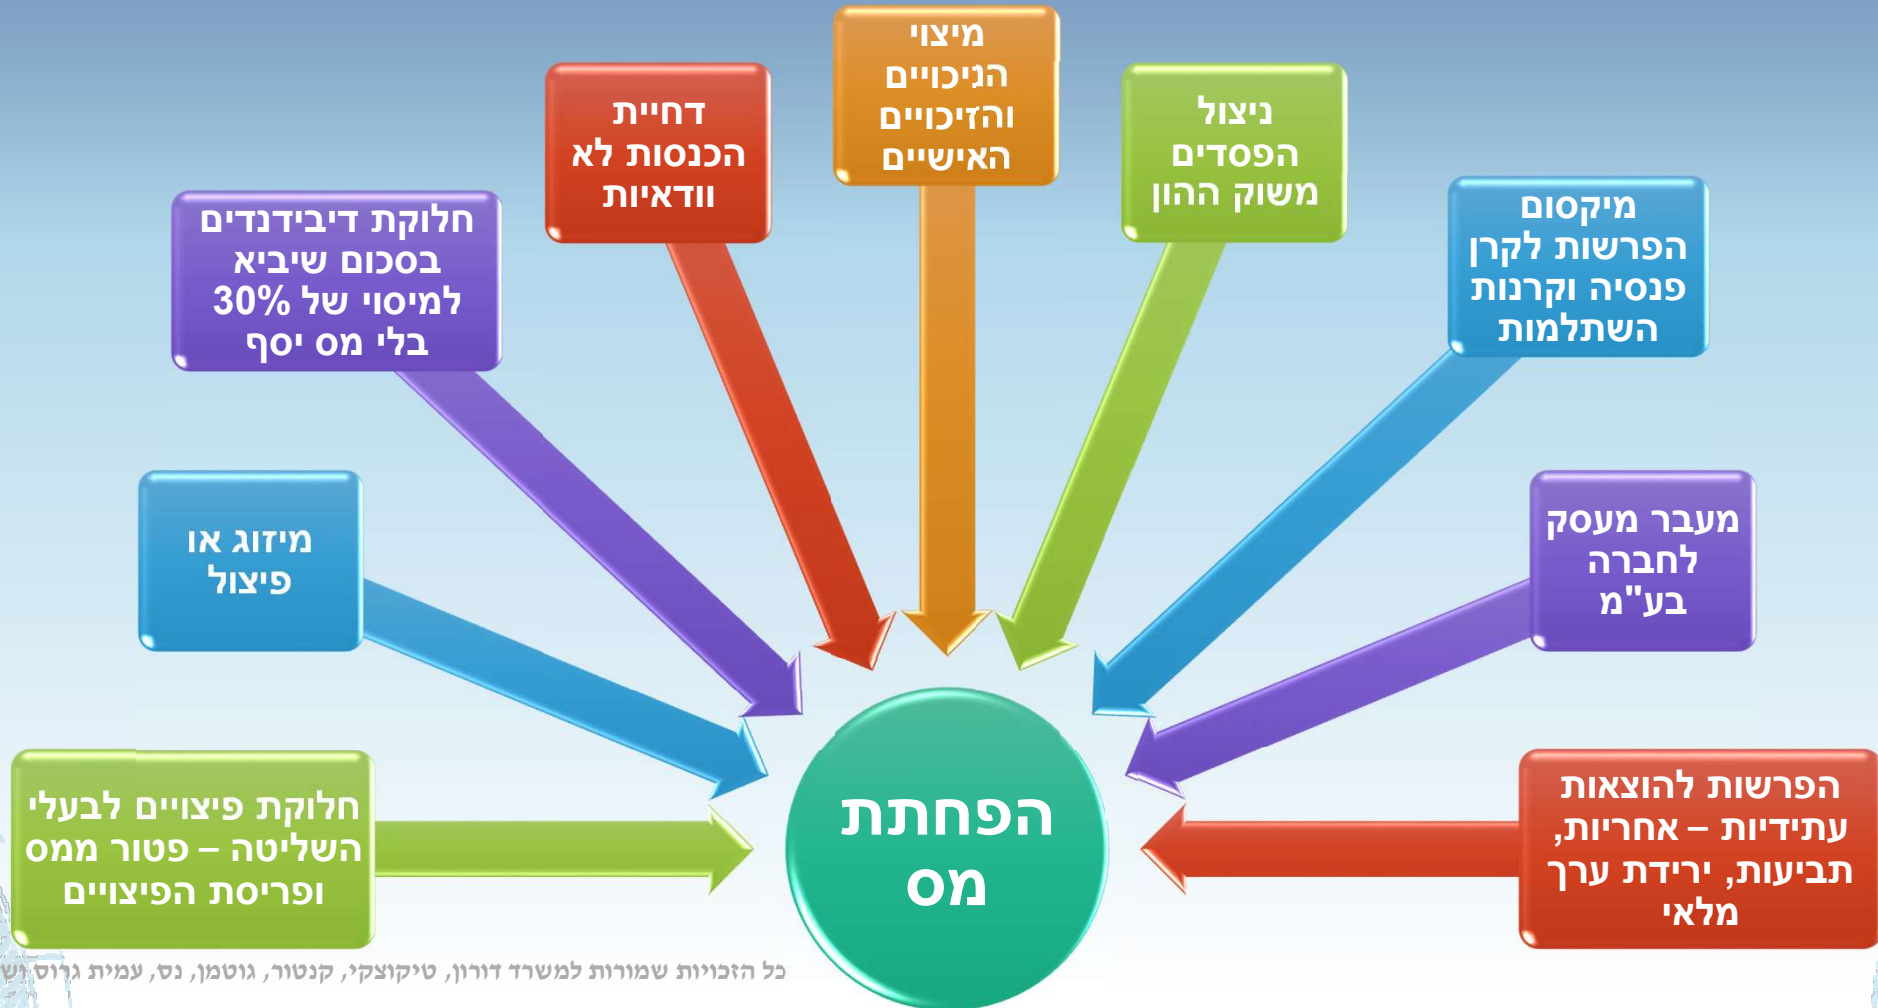 מיצוי
הניכויים
והזיכויים
האישיים
ניצול
הפסדים
משוק ההון
דחיית
הכנסות לא
וודאיות
מיקסום
הפרשות לקרן
פנסיה וקרנות
השתלמות
חלוקת דיבידנדים
בסכום שיביא
למיסוי של 30%
בלי מס יסף
מעבר מעסק
לחברה
בע"מ
מיזוג או
פיצול
הפרשות להוצאות
עתידיות – אחריות,
תביעות, ירידת ערך
מלאי
חלוקת פיצויים לבעלי
השליטה – פטור ממס
ופריסת הפיצויים
הפחתת
מס
כל הזכויות שמורות למשרד דורון, טיקוצקי, קנטור, גוטמן, נס, עמית גרוס